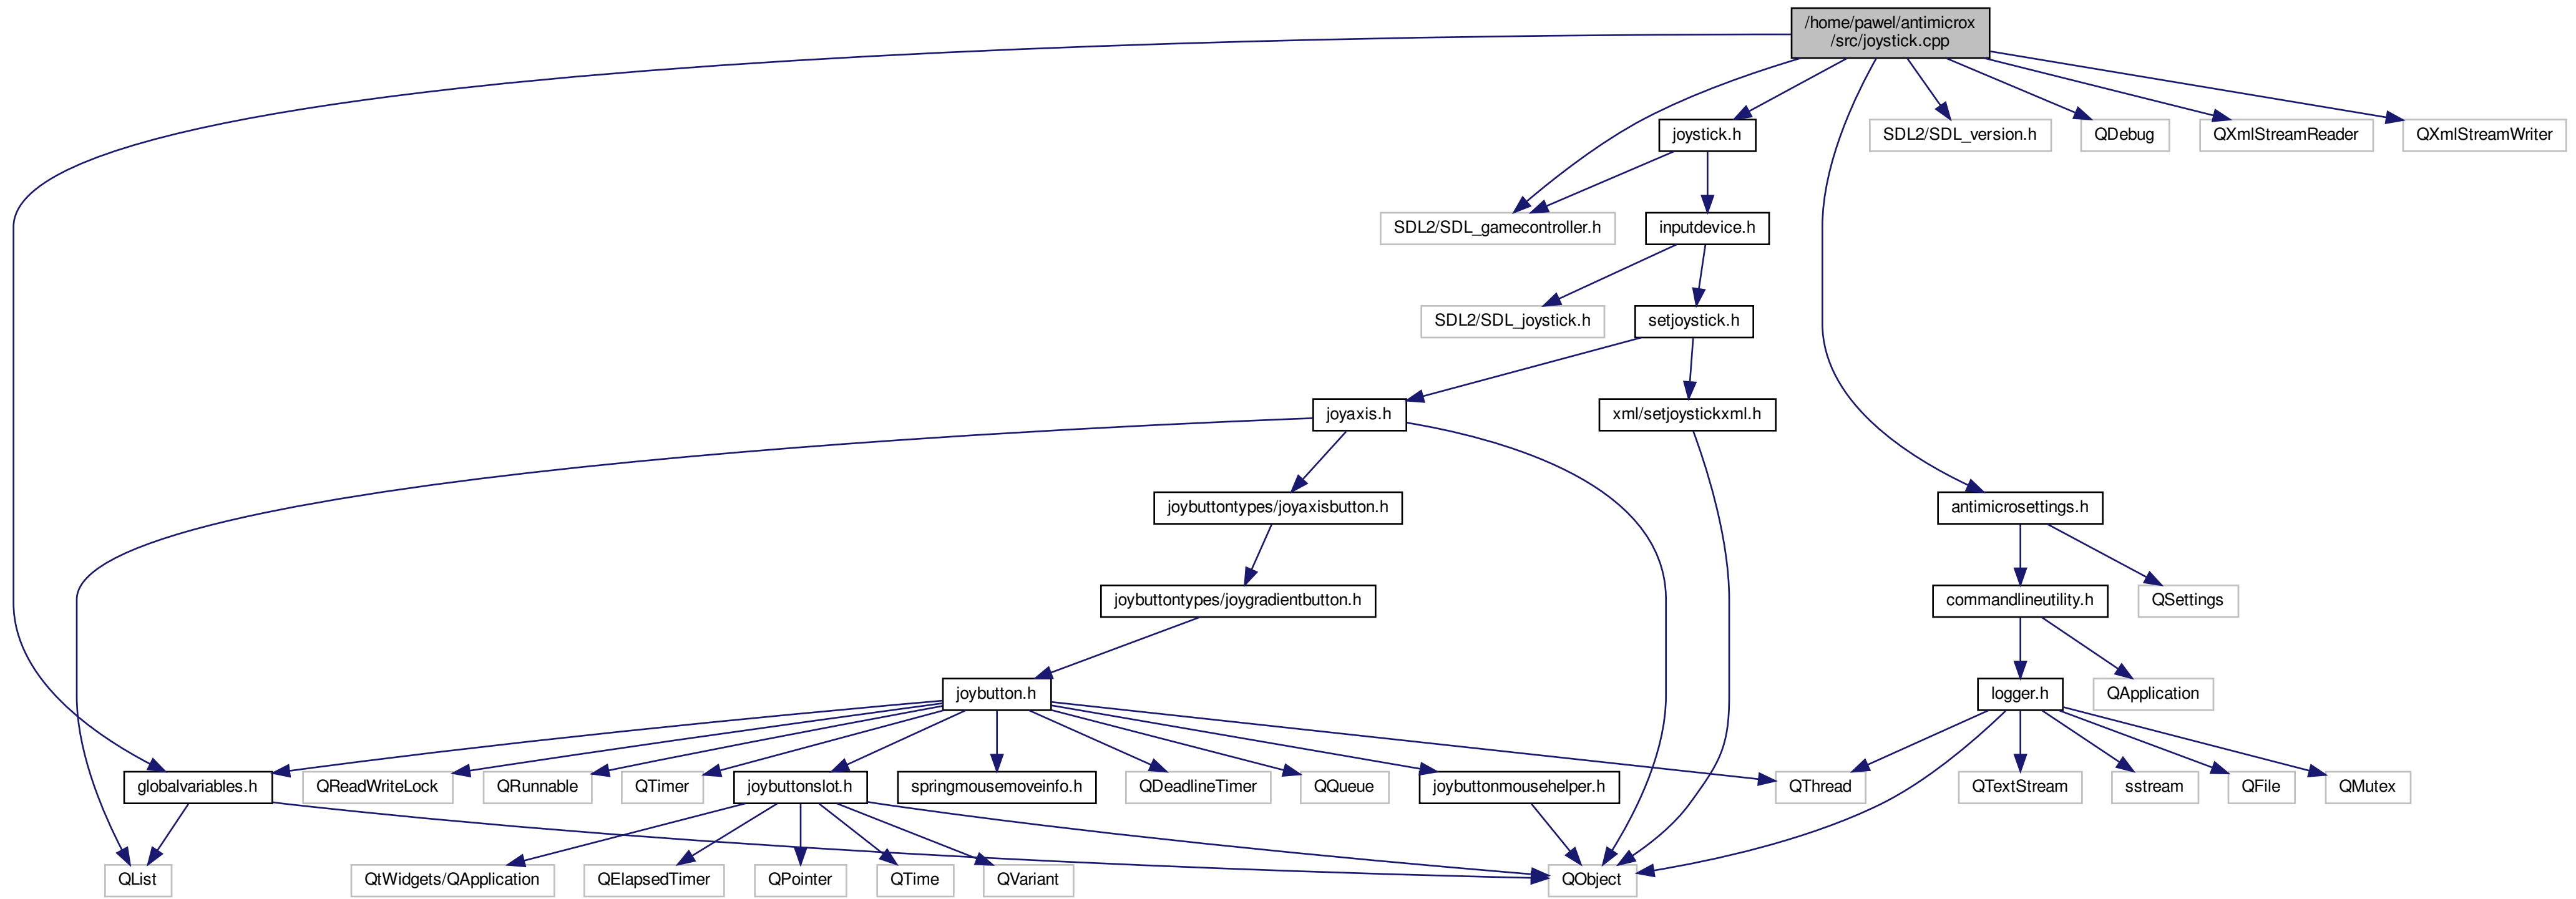 /home/pawel/antimicrox
/src/joystick.cpp
joystick.h
SDL2/SDL_version.h
QDebug
QXmlStreamReader
QXmlStreamWriter
SDL2/SDL_gamecontroller.h
inputdevice.h
SDL2/SDL_joystick.h
setjoystick.h
joyaxis.h
xml/setjoystickxml.h
joybuttontypes/joyaxisbutton.h
antimicrosettings.h
joybuttontypes/joygradientbutton.h
commandlineutility.h
QSettings
joybutton.h
logger.h
QApplication
globalvariables.h
QReadWriteLock
QRunnable
QTimer
joybuttonslot.h
springmousemoveinfo.h
QDeadlineTimer
QQueue
joybuttonmousehelper.h
QThread
QTextStream
sstream
QFile
QMutex
QList
QtWidgets/QApplication
QElapsedTimer
QPointer
QTime
QVariant
QObject